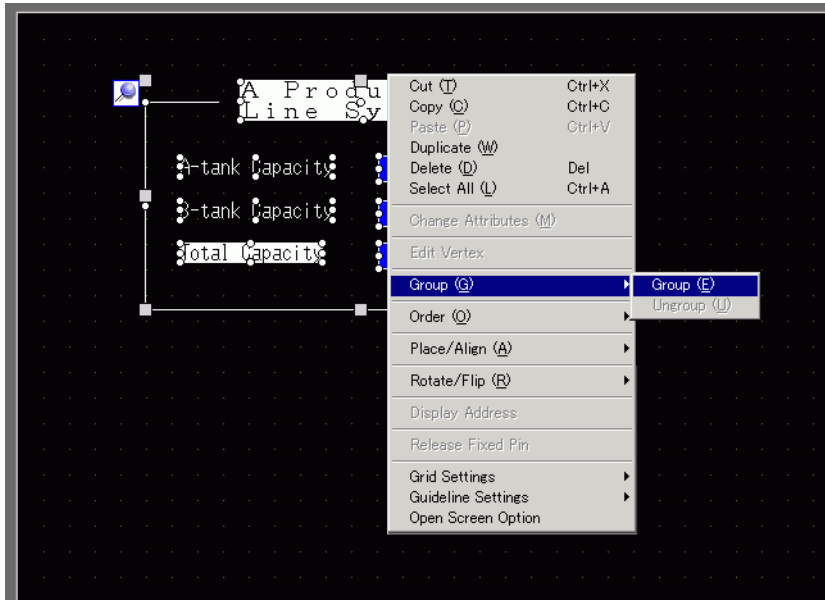 A Produ
Line Sy
A-tank Capacity
B-tank Capacity
Total Capacity
Cut (T) Ctrl+X
Copy (C) Ctrl+C
Paste (P) Ctrl+V
Duplicate (W)
Delete (D) Del
Select All (L) Ctrl+A
Change Attributes (M)
Edit Vertex
Group (G)
Group (E)
Ungroup (U)
Order (O)
Place/Align (A)
Rotate/Flip (R)
Display Address
Release Fixed Pin
Grid Settings
Guideline Settings
Open Screen Option